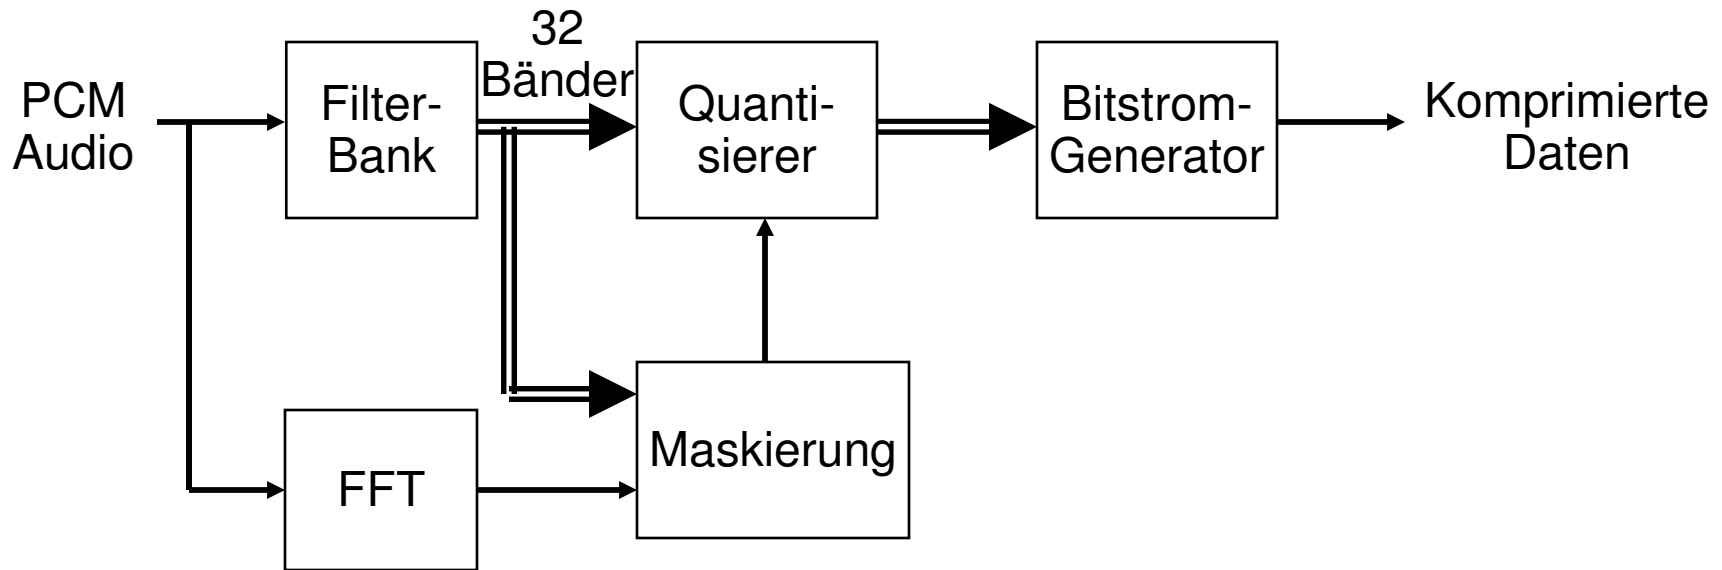 PCM
Audio
Filter-
Bank
32
Bänder
Quanti-
sierer
Bitstrom-
Generator
Komprimierte
Daten
FFT
Maskierung